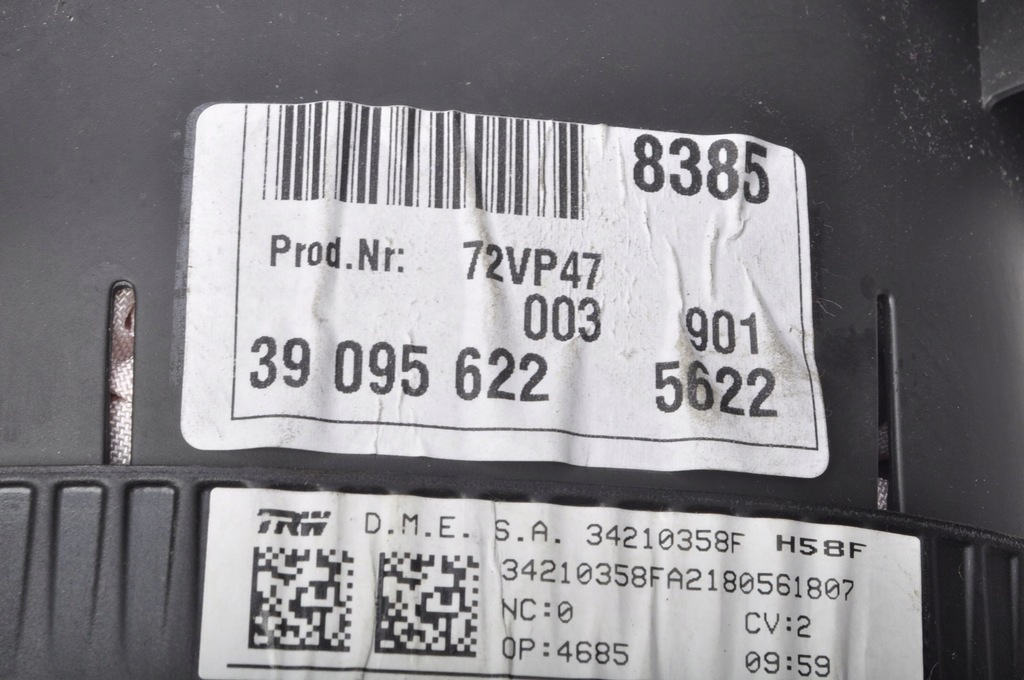 8385
Prod.Nr: 72VP47
003 901
39 095 622 5622
TRW D.M.E. S.A. 34210358F H58F
34210358FA2180561807
NC:0 CV:2
OP:4685 09:59